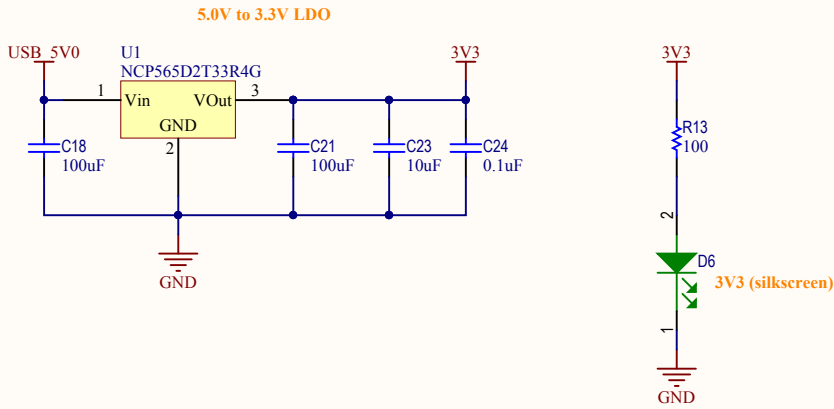 5.0V to 3.3V LDO
USB_5V0
U1
NCP565D2T33R4G
3V3
1
Vin
VOut
3
GND
2
C18
100uF
C21
100uF
C23
10uF
C24
0.1uF
GND
3V3
R13
100
2
D6
3V3 (silkscreen)
1
GND